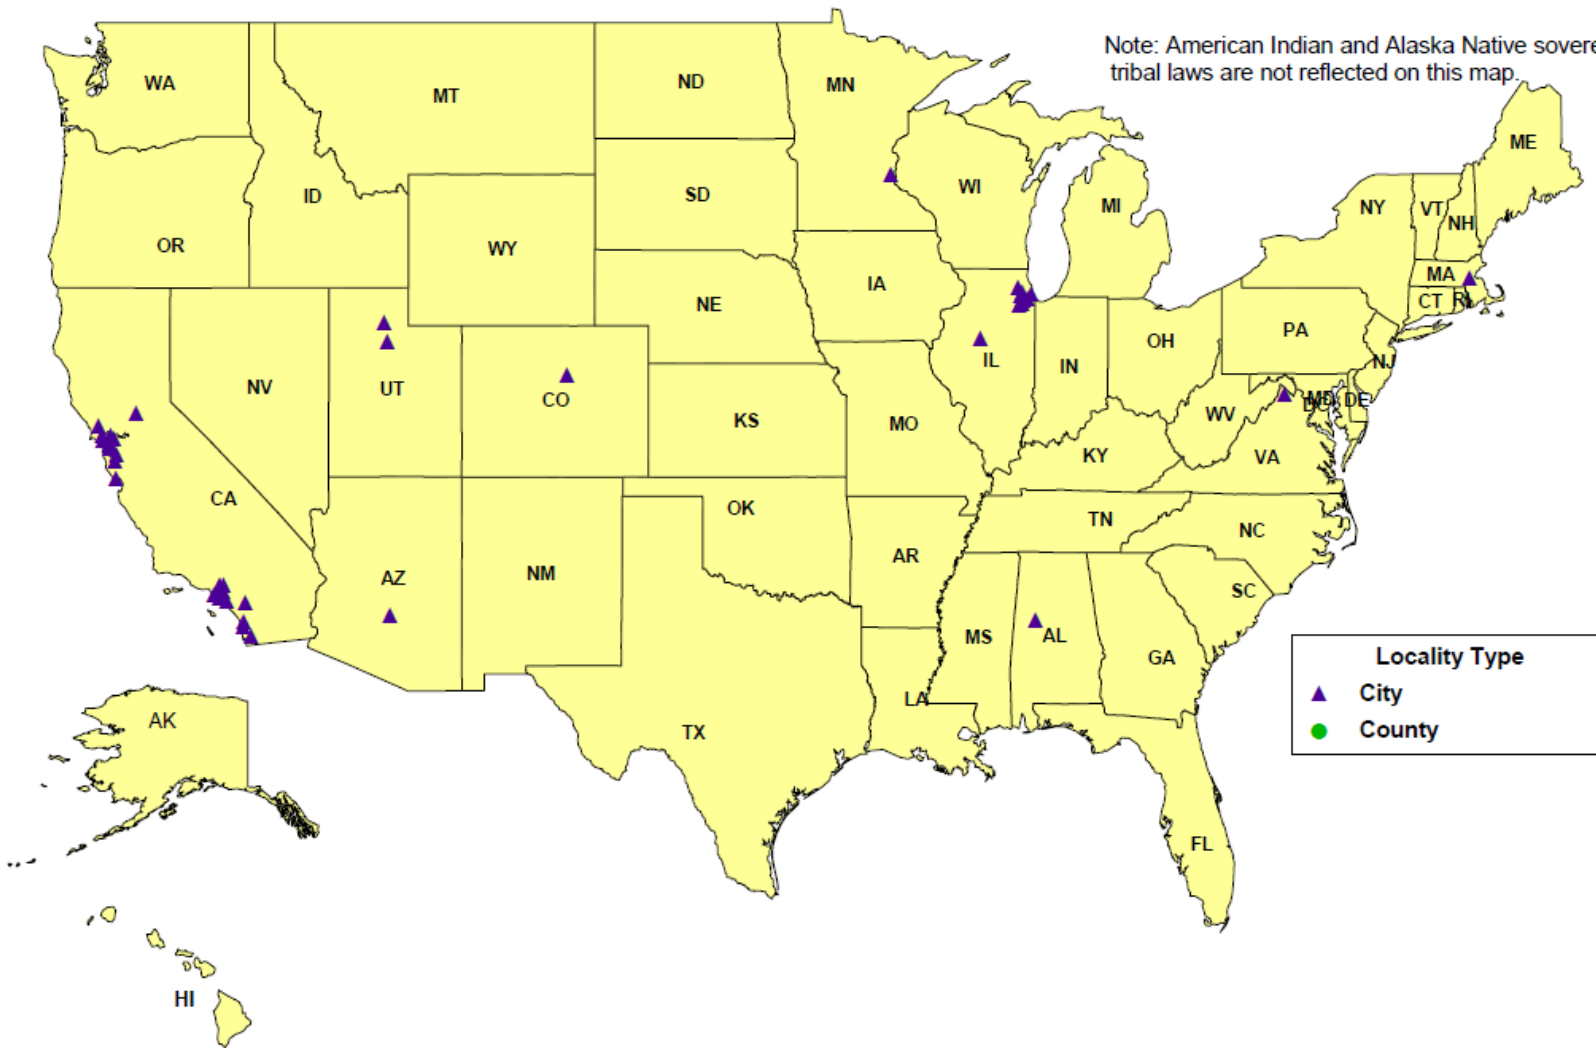 Note: American Indian and Alaska Native sovere
tribal laws are not reflected on this map.
WA
MT
ND
MN
ME
OR
ID
WY
SD
WI
MI
NY
VT
NH
MA
CT
RI
NV
UT
CO
NE
IA
IL
IN
OH
PA
NJ
CA
KS
MO
KY
WV
VA
MD
DC
DE
AZ
NM
OK
AR
TN
NC
SC
MS
AL
GA
TX
LA
FL
AK
HI
Locality Type
City
County